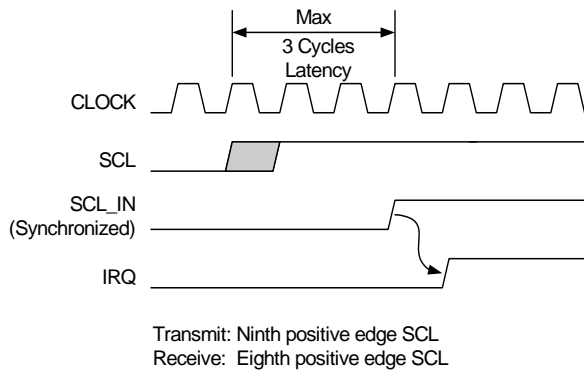 Max
3 Cycles
Latency
CLOCK
SCL
SCL_IN
(Synchronized)
IRQ
Transmit: Ninth positive edge SCL
Receive: Eighth positive edge SCL